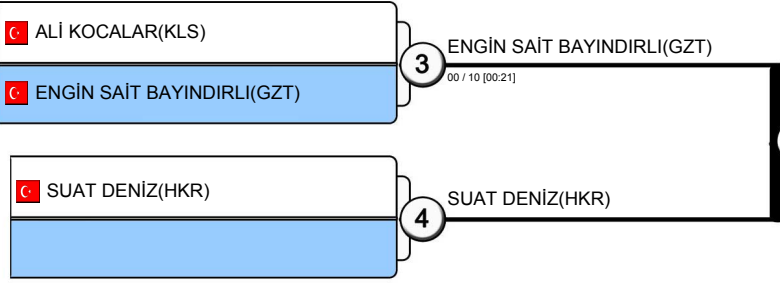 ALİ KOCALAR(KLS)
ENGİN SAİT BAYINDIRLI(GZT)
3
ENGİN SAİT BAYINDIRLI(GZT)
00 / 10 [00:21]
SUAT DENİZ(HKR)
4
SUAT DENİZ(HKR)